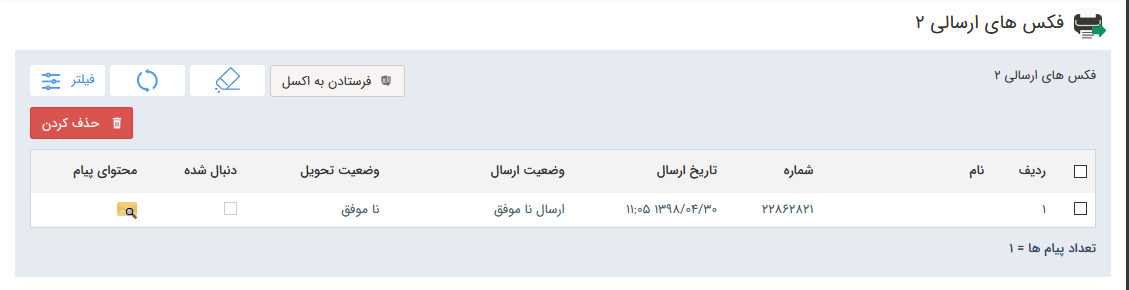 فکس های ارسالی ۲
فکس های ارسالی ۲
فرستادن به اکسل
فیلتر
حذف کردن
ردیف نام شماره تاریخ ارسال وضعیت ارسال وضعیت تحویل دنبال شده محتوای پیام
۱ ۲۲۸۶۲۸۲۱ ۱۳۹۸/۰۴/۳۰ ۱۱:۰۵ ارسال نا موفق نا موفق
تعداد پیام ها = ۱